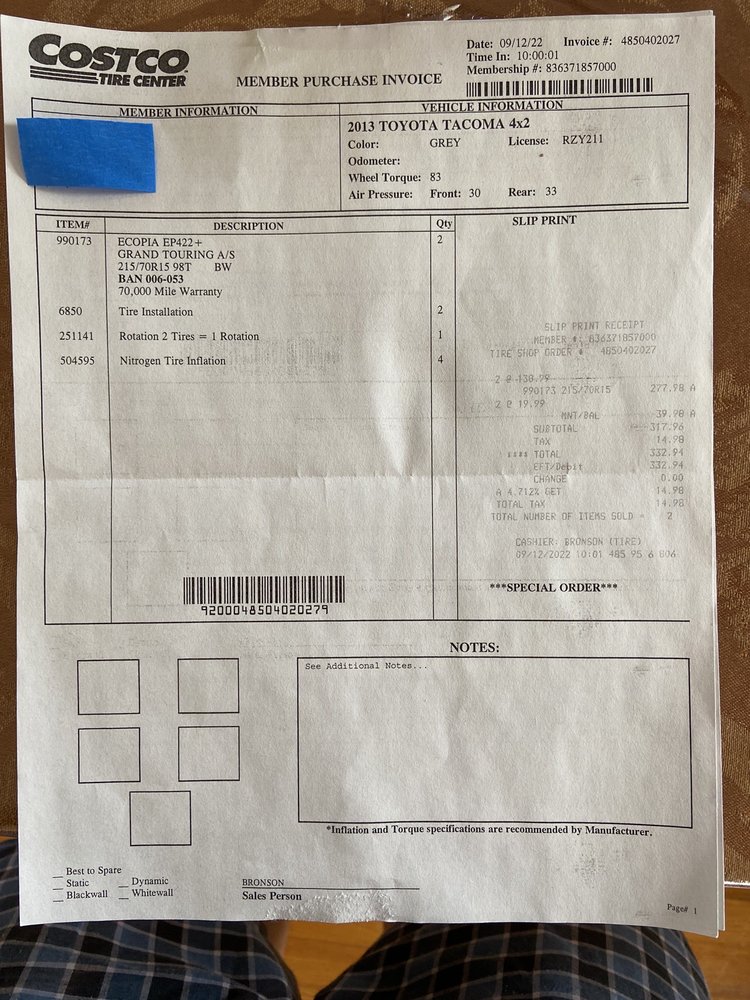 COSTCO
TIRE CENTER
MEMBER PURCHASE INVOICE
Date: 09/12/22 Invoice #: 4850402027
Time In: 10:00:01
Membership #: 836371857000
MEMBER INFORMATION
VEHICLE INFORMATION
2013 TOYOTA TACOMA 4x2
Color: GREY License: RZY211
Odometer:
Wheel Torque: 83
Air Pressure: Front: 30 Rear: 33
ITEM# DESCRIPTION Qty
990173 ECOPIA EP422+ 2
GRAND TOURING A/S
215/70R15 98T BW
BAN 006-053
70,000 Mile Warranty
6850 Tire Installation 2
251141 Rotation 2 Tires = 1 Rotation 1
504595 Nitrogen Tire Inflation 4
9200048504020279
SLIP PRINT
SLIP PRINT RECEIPT
MEMBER #: 836371857000
TIRE SHOP ORDER #: 4850402027
2 @ 138.99
990173 215/70R15 277.98 A
2 @ 19.99
MNT/BAL 39.98 A
SUBTOTAL 317.96
TAX 14.98
**** TOTAL 332.94
EFT/Debit 332.94
CHANGE 0.00
A 4.712% GET 14.98
TOTAL TAX 14.98
TOTAL NUMBER OF ITEMS SOLD = 2
CASHIER: BRONSON (TIRE)
09/12/2022 10:01 485 95 6 806
***SPECIAL ORDER***
NOTES:
See Additional Notes...
*Inflation and Torque specifications are recommended by Manufacturer.
__ Best to Spare
__ Static __ Dynamic
__ Blackwall __ Whitewall
BRONSON
Sales Person
Page# 1